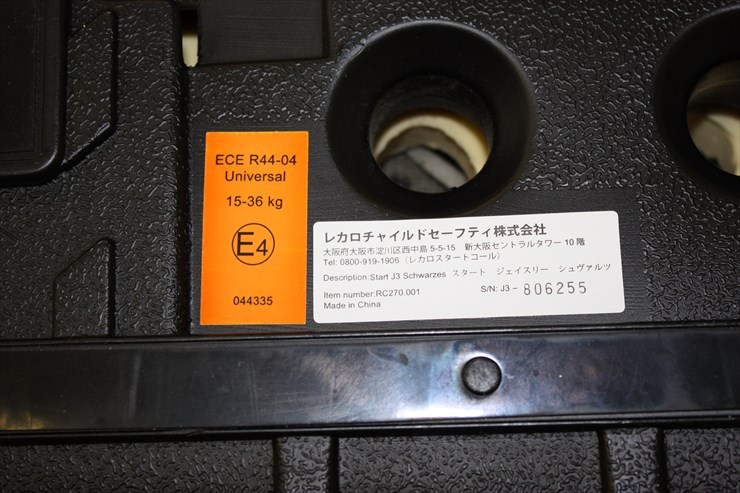 ECE R44-04
Universal
15-36 kg
E4
044335
レカロチャイルドセーフティ株式会社
大阪府大阪市淀川区西中島 5-5-15 新大阪セントラルタワー 10 階
Tel: 0800-919-1906（レカロスタートコール）
Description:Start J3 Schwarzes スタート ジェイスリー シュヴァルツ
Item number:RC270.001 S/N: J3 - 806255
Made in China